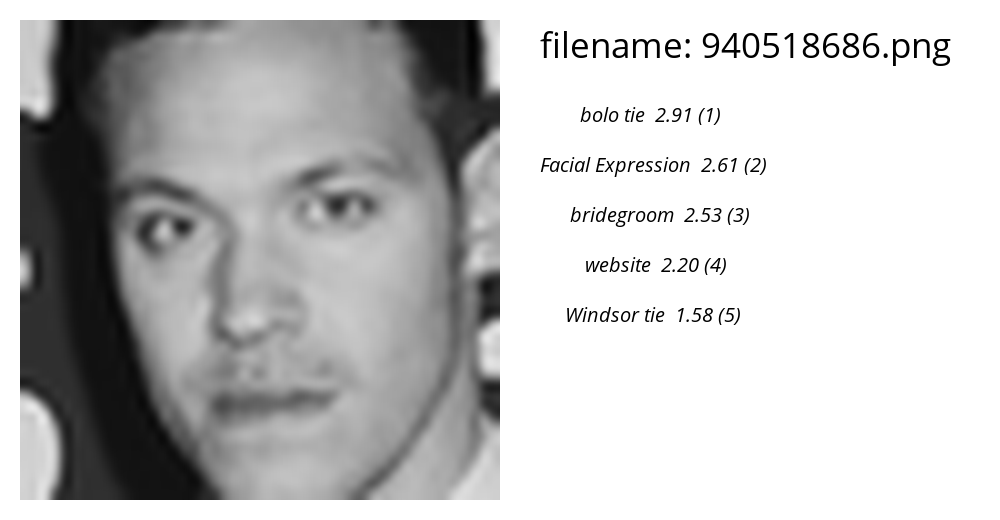 filename: 940518686.png
bolo tie 2.91 (1)
Facial Expression 2.61 (2)
bridegroom 2.53 (3)
website 2.20 (4)
Windsor tie 1.58 (5)